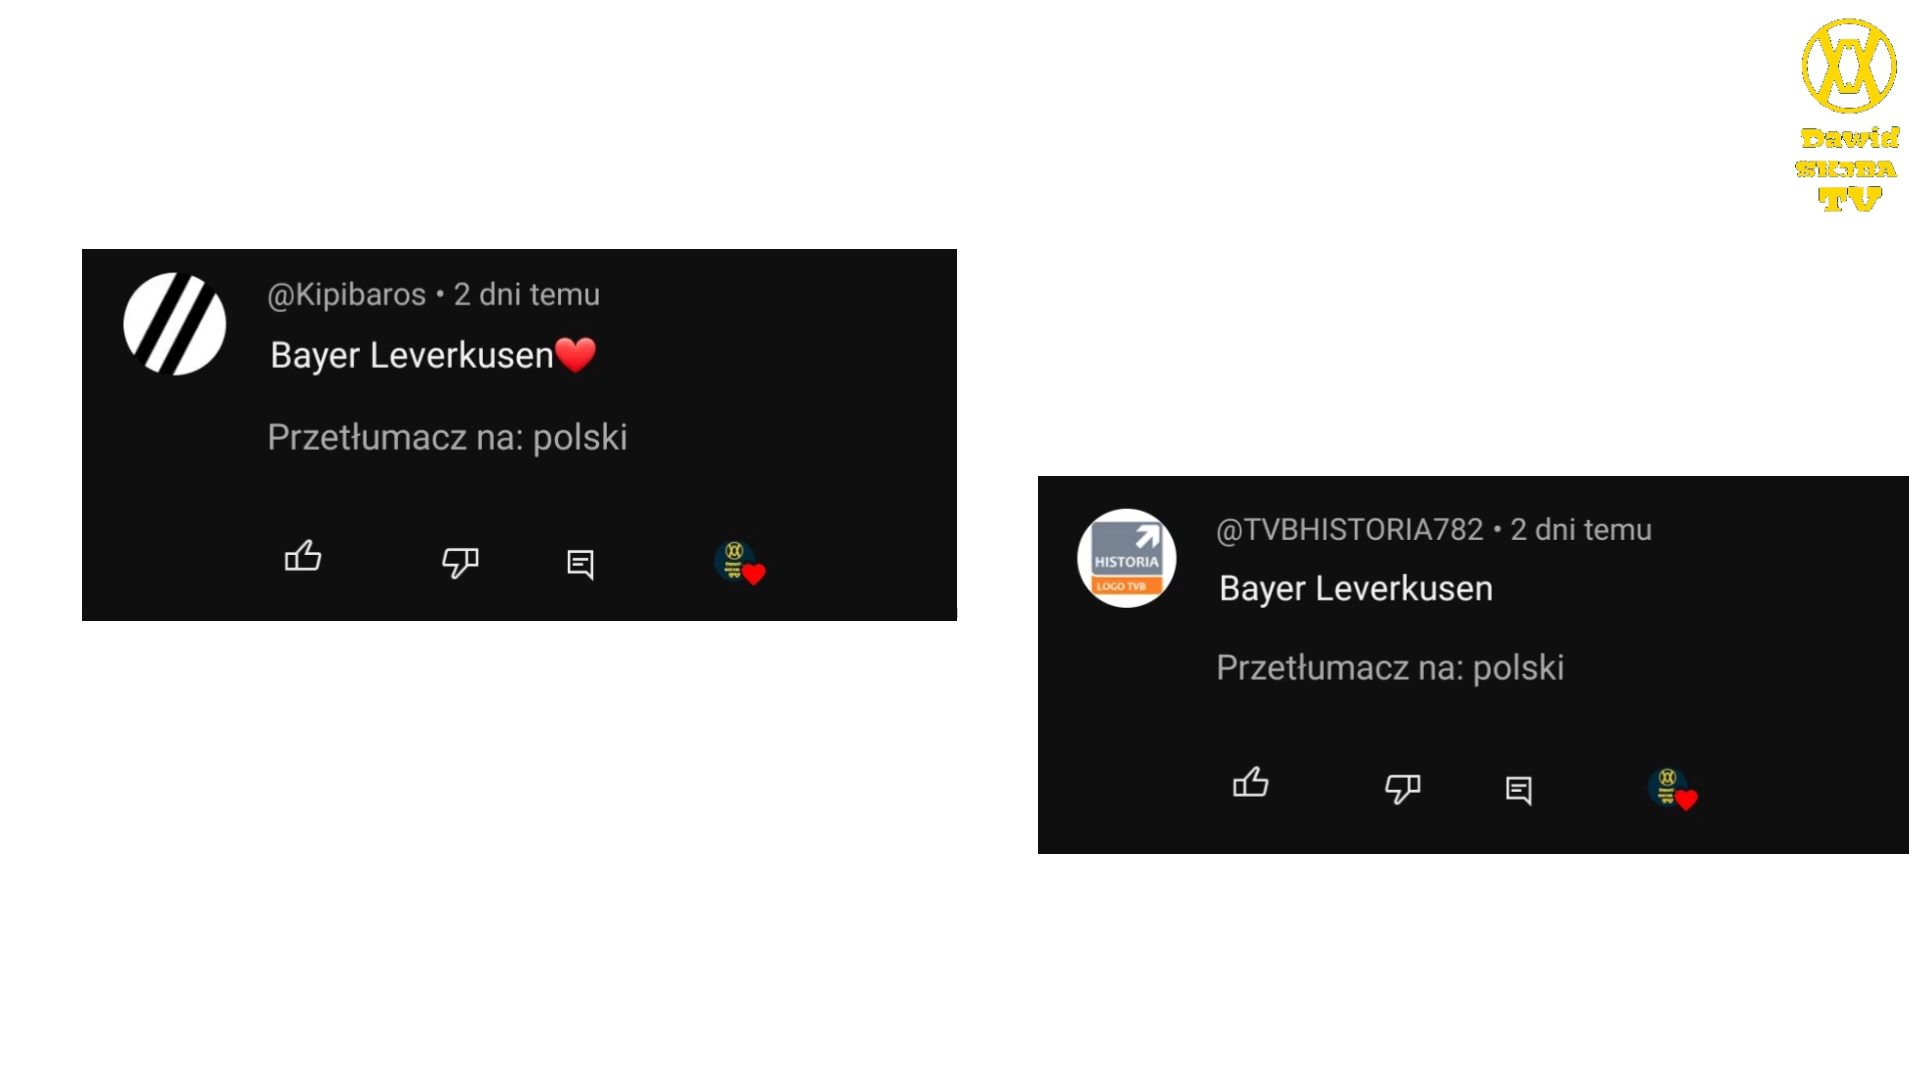 Dawid
SKJBA
TV
@Kipibaros • 2 dni temu
Bayer Leverkusen❤️
Przetłumacz na: polski
@TVBHISTORIA782 • 2 dni temu
HISTORIA
LOGO TVB
Bayer Leverkusen
Przetłumacz na: polski